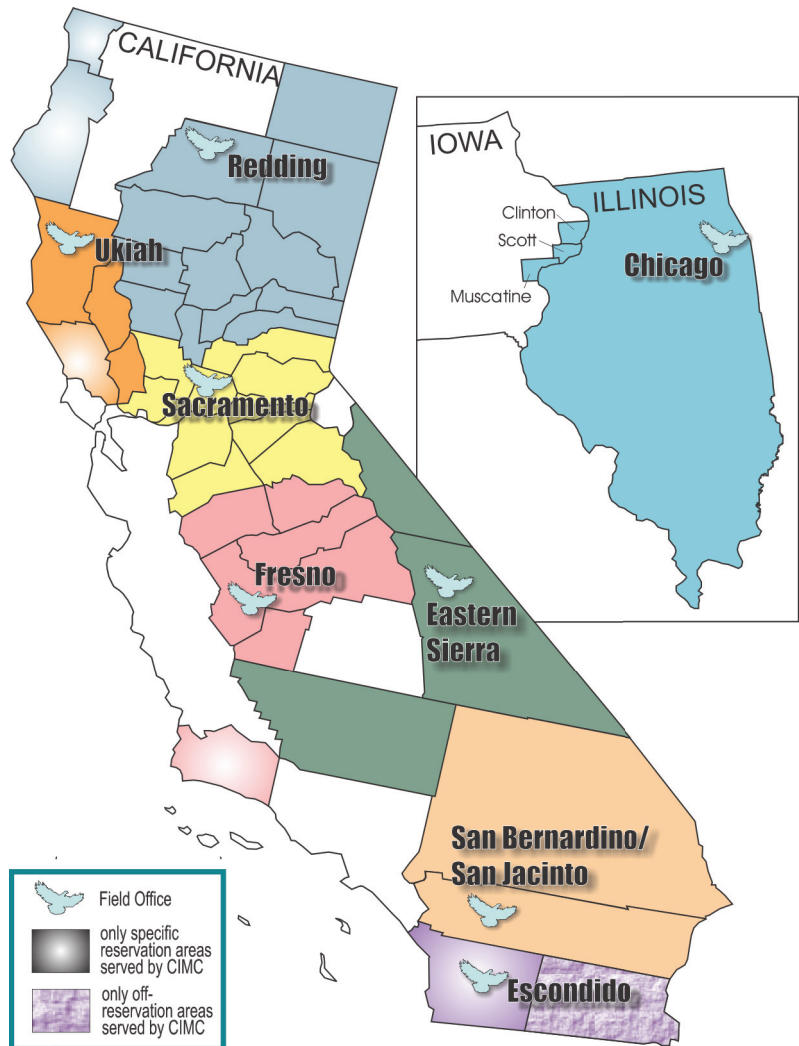 CALIFORNIA
Redding
Ukiah
Sacramento
Fresno
Eastern
Sierra
San Bernardino/
San Jacinto
Escondido
IOWA
ILLINOIS
Clinton
Scott
Muscatine
Chicago
Field Office
only specific
reservation areas
served by CIMC
only off-
reservation areas
served by CIMC